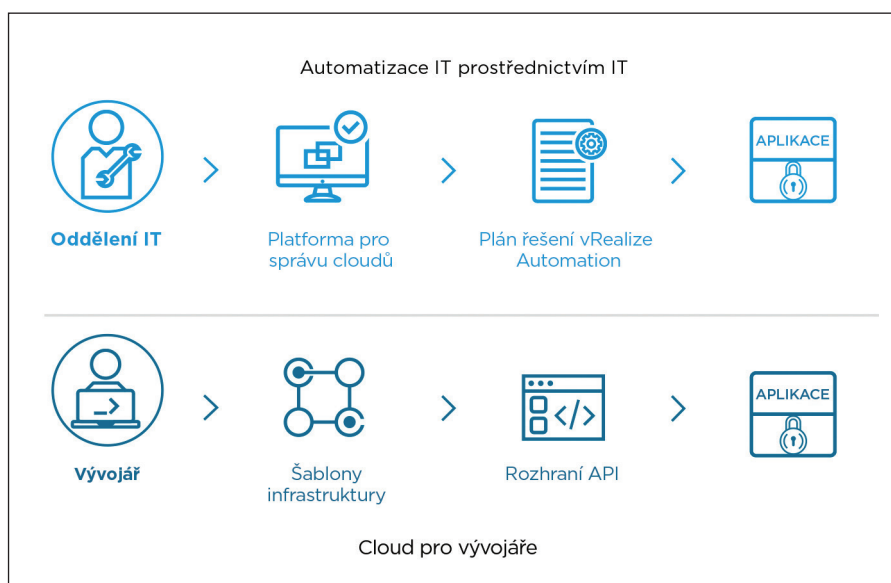 Automatizace IT prostřednictvím IT
APLIKACE
Oddělení IT
Platforma pro
správu cloudů
Plán řešení vRealize
Automation
APLIKACE
Vývojář
Šablony
infrastruktury
Rozhraní API
Cloud pro vývojáře